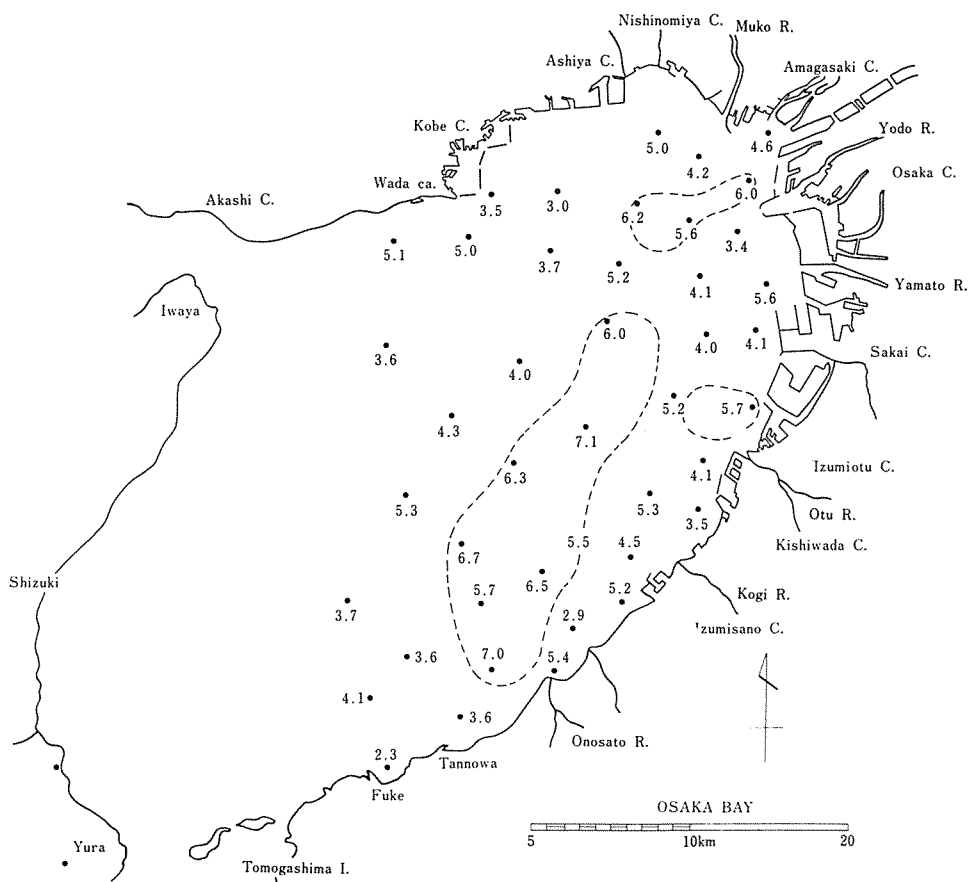 Nishinomiya C.
Muko R.
Ashiya C.
Amagasaki C.
Kobe C.
Yodo R.
5.0
4.6
4.2
Osaka C.
Wada ca.
6.0
Akashi C.
3.5
3.0
6.2
5.6
3.4
5.1
5.0
3.7
5.2
4.1
5.6
Yamato R.
Iwaya
6.0
4.0
4.1
3.6
4.0
Sakai C.
5.2
5.7
4.3
7.1
6.3
4.1
Izumiotu C.
5.3
5.3
3.5
Otu R.
6.7
5.5
4.5
Kishiwada C.
Shizuki
5.7
6.5
5.2
Kogi R.
3.7
2.9
'zumisano C.
3.6
7.0
5.4
4.1
3.6
Onosato R.
2.3
Tannowa
Fuke
OSAKA BAY
5 10km 20
Yura
Tomogashima I.